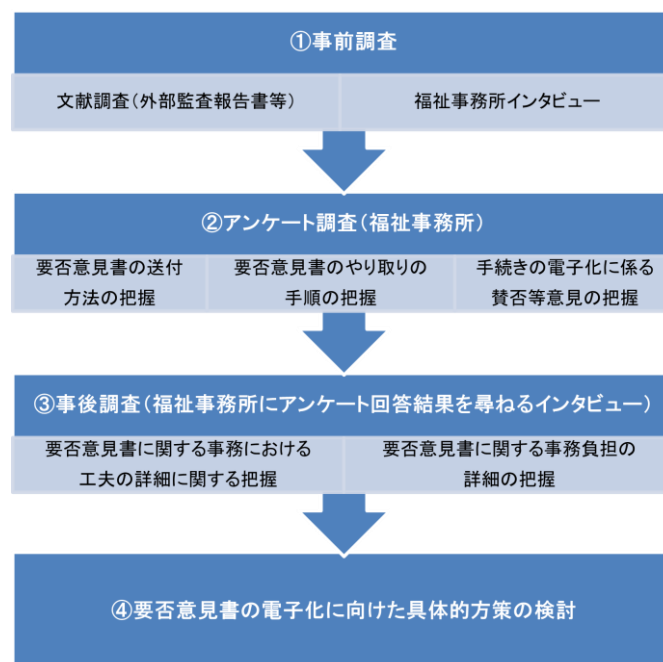 ①事前調査
文献調査(外部監査報告書等)
福祉事務所インタビュー
②アンケート調査(福祉事務所)
要否意見書の送付
方法の把握
要否意見書のやり取りの
手順の把握
手続きの電子化に係る
賛否等意見の把握
③事後調査(福祉事務所にアンケート回答結果を尋ねるインタビュー)
要否意見書に関する事務における
工夫の詳細に関する把握
要否意見書に関する事務負担の
詳細の把握
④要否意見書の電子化に向けた具体的方策の検討